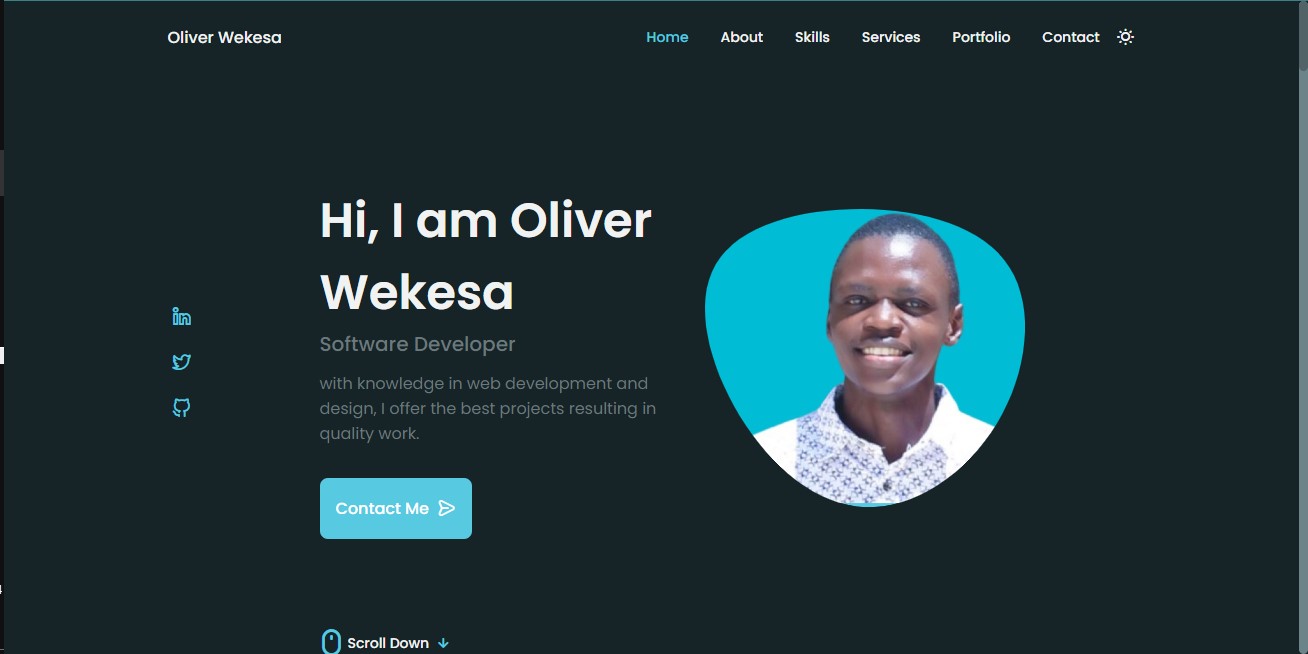 Oliver Wekesa
Home About Skills Services Portfolio Contact
Hi, I am Oliver
Wekesa
Software Developer
with knowledge in web development and
design, I offer the best projects resulting in
quality work.
Contact Me
Scroll Down